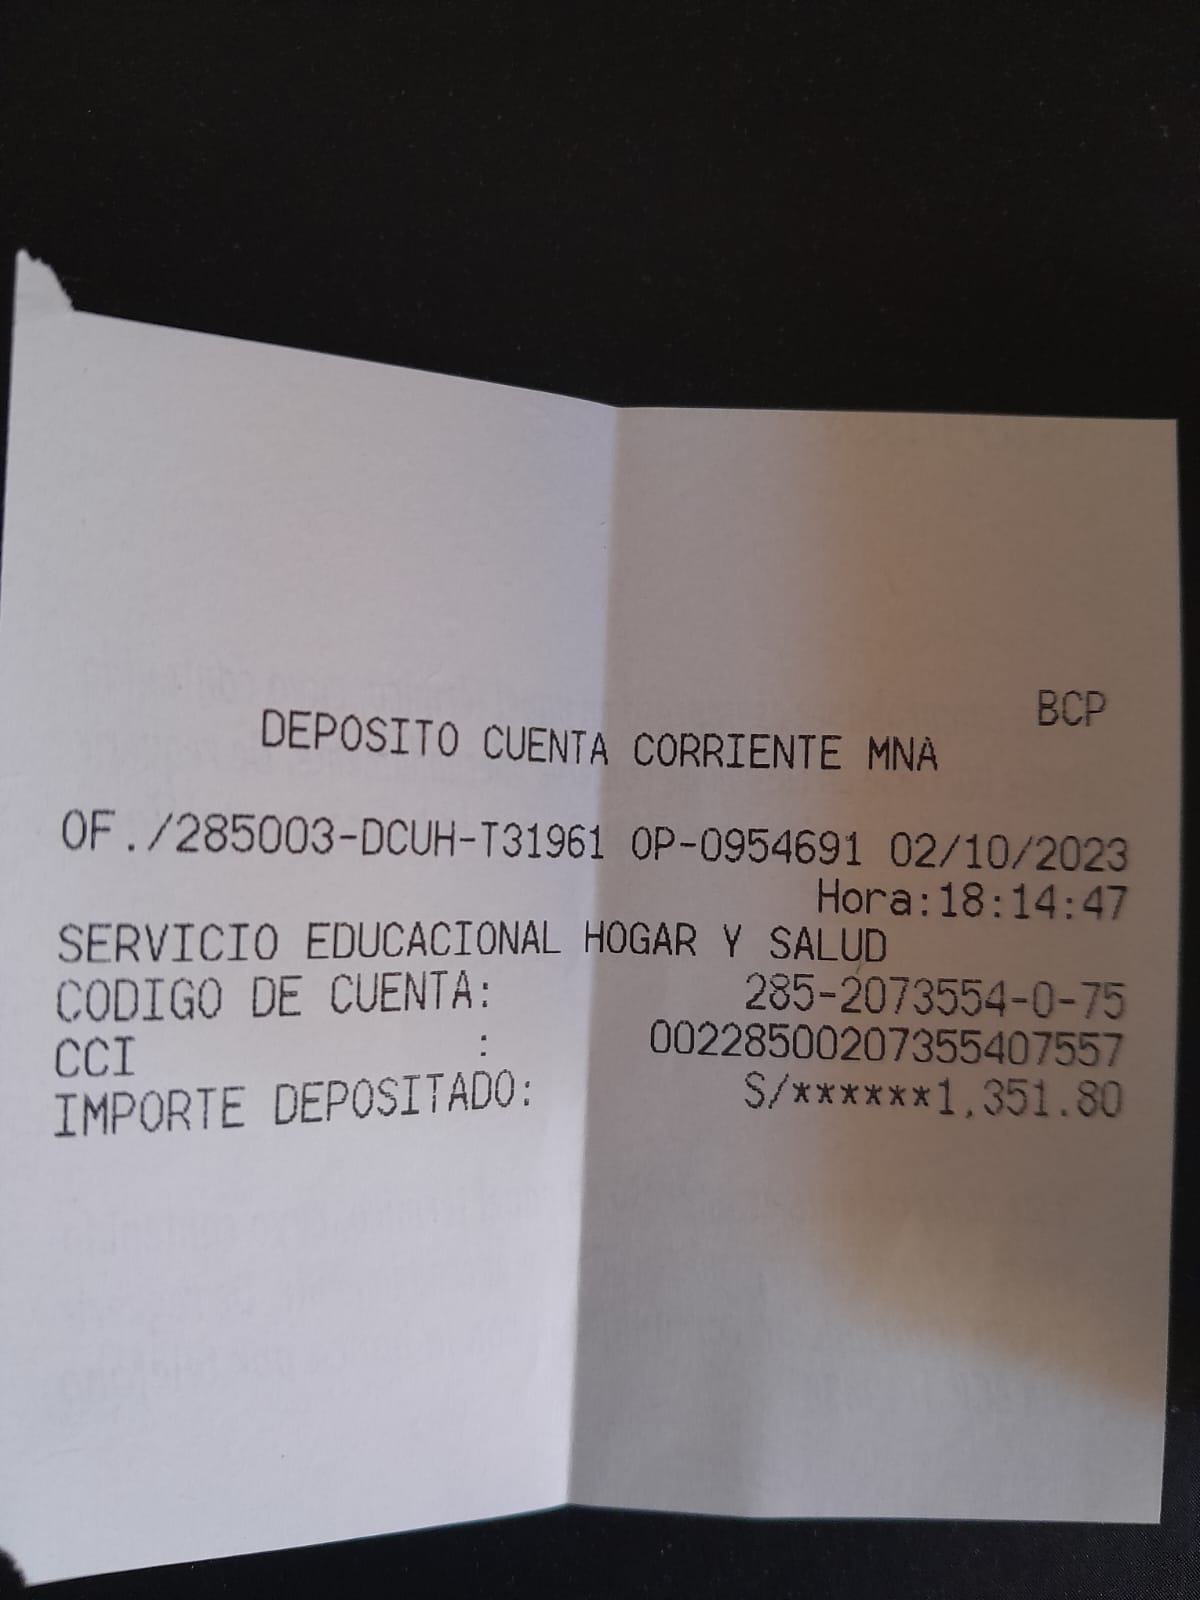 BCP
DEPOSITO CUENTA CORRIENTE MNA
OF./285003-DCUH-T31961 OP-0954691 02/10/2023
Hora:18:14:47
SERVICIO EDUCACIONAL HOGAR Y SALUD
CODIGO DE CUENTA: 285-2073554-0-75
CCI : 00228500207355407557
IMPORTE DEPOSITADO: S/******1,351.80